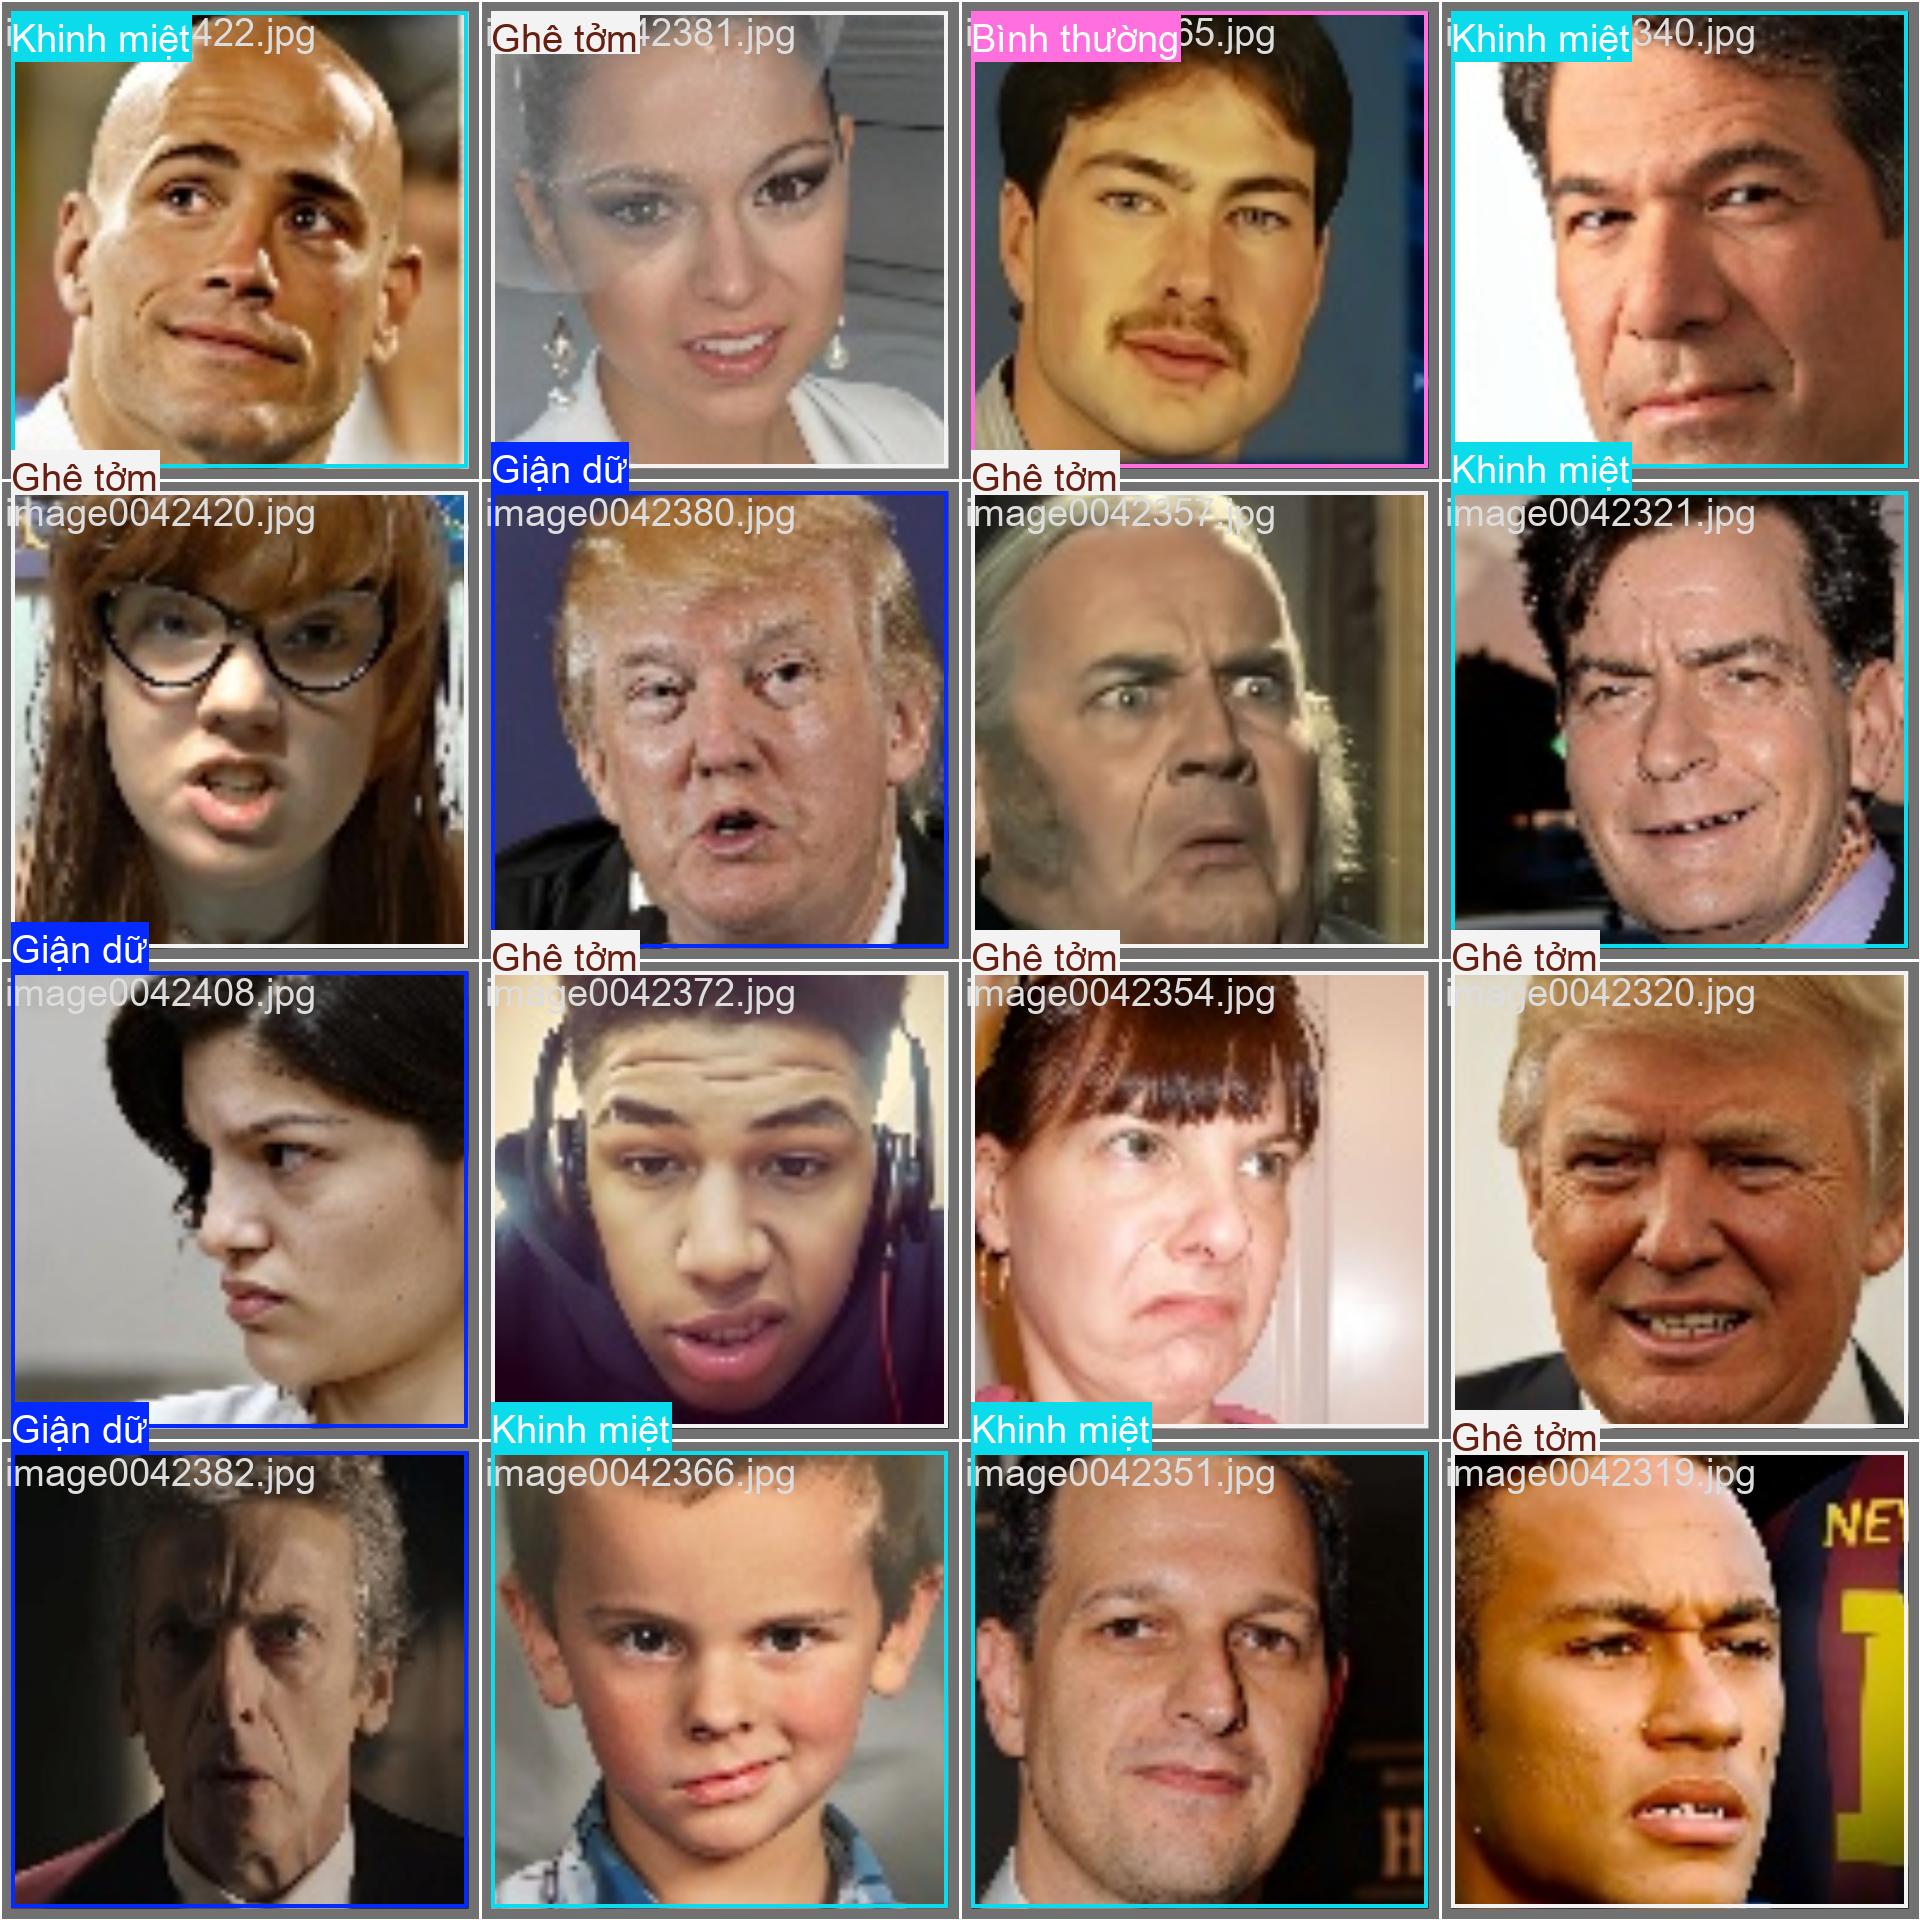 Khinh miệt
422.jpg
Ghê tởm
42381.jpg
Bình thường
65.jpg
Khinh miệt
340.jpg
Ghê tởm
image0042420.jpg
Giận dữ
image0042380.jpg
Ghê tởm
image0042357.jpg
Khinh miệt
image0042321.jpg
Giận dữ
image0042408.jpg
Ghê tởm
image0042372.jpg
Ghê tởm
image0042354.jpg
Ghê tởm
image0042320.jpg
Giận dữ
image0042382.jpg
Khinh miệt
image0042366.jpg
Khinh miệt
image0042351.jpg
Ghê tởm
image0042319.jpg
NEY